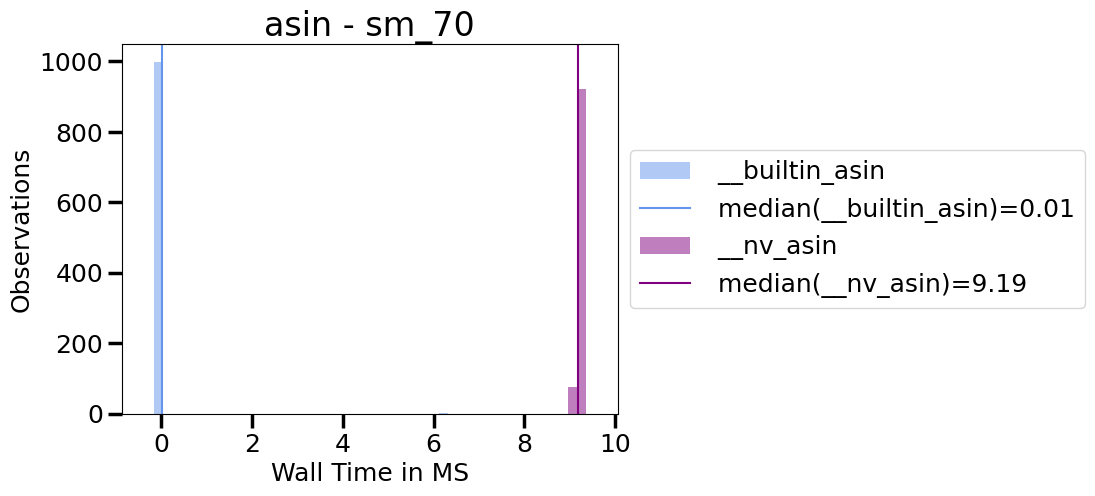 asin - sm_70
Observations
1000
800
600
400
200
0
0 2 4 6 8 10
Wall Time in MS
__builtin_asin
median(__builtin_asin)=0.01
__nv_asin
median(__nv_asin)=9.19